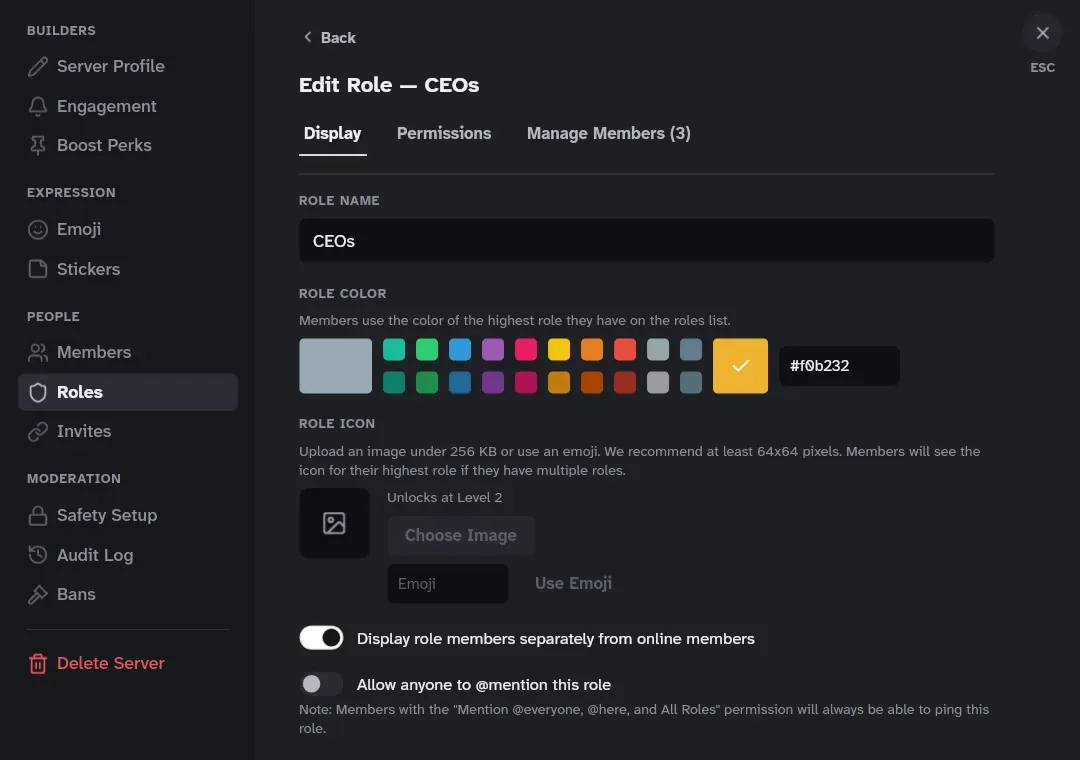 BUILDERS
Server Profile
Engagement
Boost Perks
EXPRESSION
Emoji
Stickers
PEOPLE
Members
Roles
Invites
MODERATION
Safety Setup
Audit Log
Bans
Delete Server
Back
ESC
Edit Role — CEOs
Display Permissions Manage Members (3)
ROLE NAME
CEOs
ROLE COLOR
Members use the color of the highest role they have on the roles list.
#f0b232
ROLE ICON
Upload an image under 256 KB or use an emoji. We recommend at least 64x64 pixels. Members will see the
icon for their highest role if they have multiple roles.
Unlocks at Level 2
Choose Image
Emoji Use Emoji
Display role members separately from online members
Allow anyone to @mention this role
Note: Members with the "Mention @everyone, @here, and All Roles" permission will always be able to ping this
role.